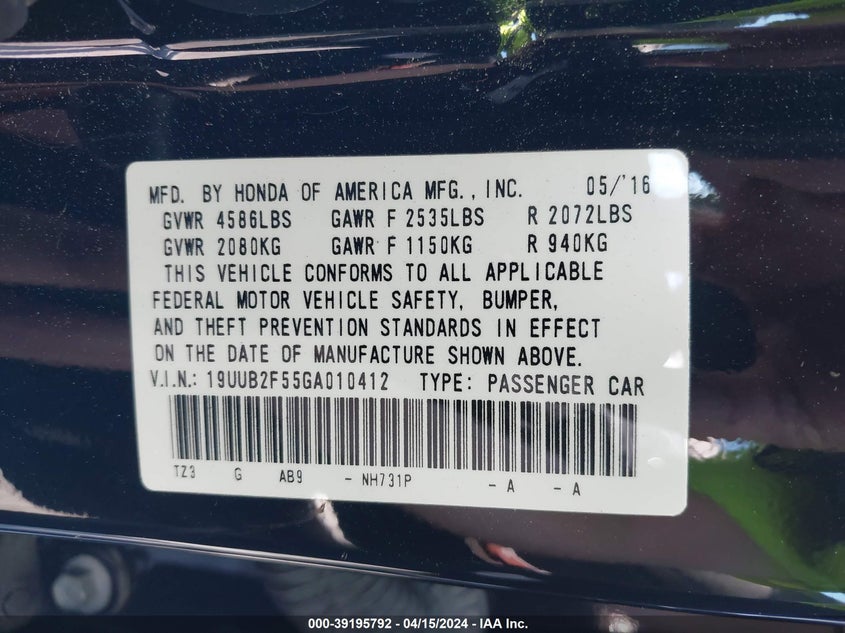 MFD. BY HONDA OF AMERICA MFG., INC. 05/'16
GVWR 4586LBS GAWR F 2535LBS R 2072LBS
GVWR 2080KG GAWR F 1150KG R 940KG
THIS VEHICLE CONFORMS TO ALL APPLICABLE
FEDERAL MOTOR VEHICLE SAFETY, BUMPER,
AND THEFT PREVENTION STANDARDS IN EFFECT
ON THE DATE OF MANUFACTURE SHOWN ABOVE.
V.I.N.: 19UUB2F55GA010412 TYPE: PASSENGER CAR
TZ3 G AB9 - NH731P - A - A
000-39195792 - 04/15/2024 - IAA Inc.